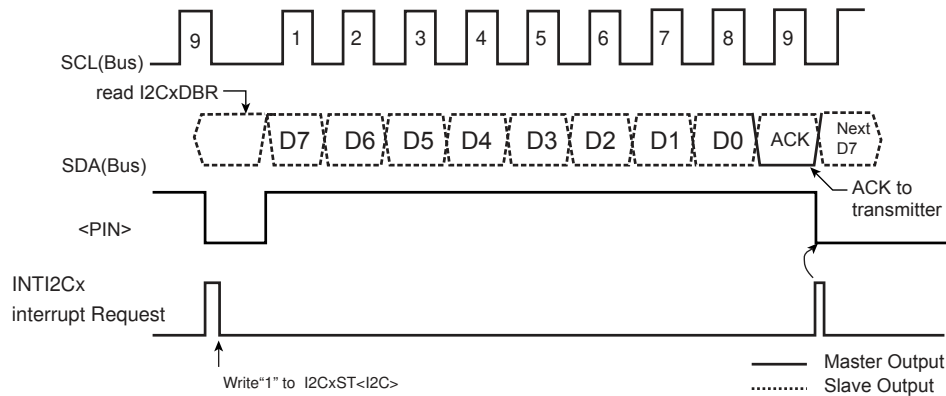 9 1 2 3 4 5 6 7 8 9
SCL(Bus)
read I2CxDBR
D7 D6 D5 D4 D3 D2 D1 D0 ACK Next
D7
SDA(Bus)
ACK to
transmitter
<PIN>
INTI2Cx
interrupt Request
Write“1” to I2CxST<I2C>
Master Output
Slave Output